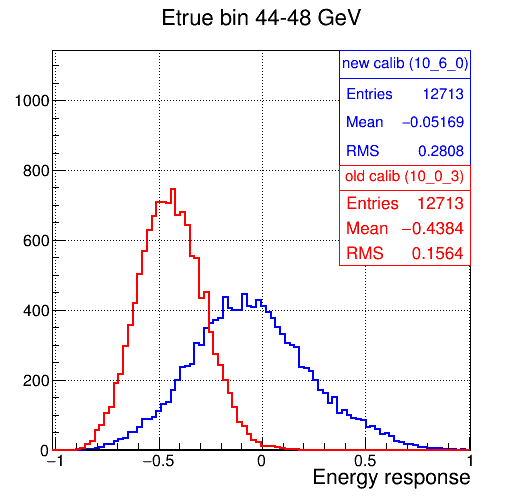 Etrue bin 44-48 GeV
new calib (10_6_0)
Entries 12713
Mean −0.05169
RMS 0.2808
old calib (10_0_3)
Entries 12713
Mean −0.4384
RMS 0.1564
1000
800
600
400
200
0
−1 −0.5 0 0.5 1
Energy response